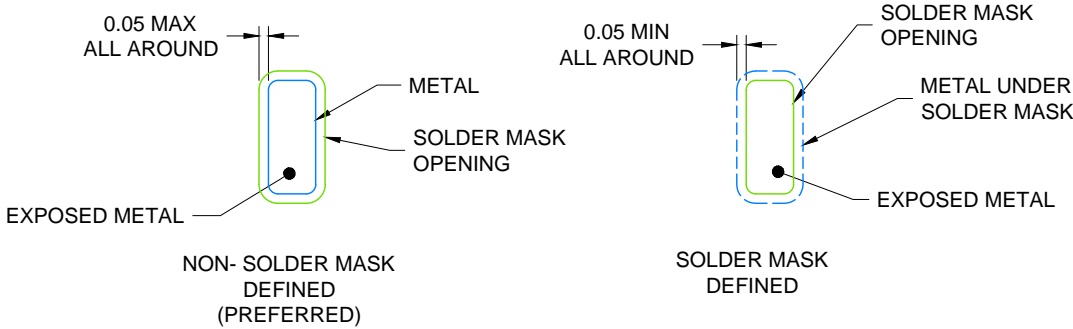 0.05 MAX
ALL AROUND
METAL
SOLDER MASK
OPENING
EXPOSED METAL
NON- SOLDER MASK
DEFINED
(PREFERRED)
0.05 MIN
ALL AROUND
SOLDER MASK
OPENING
METAL UNDER
SOLDER MASK
EXPOSED METAL
SOLDER MASK
DEFINED